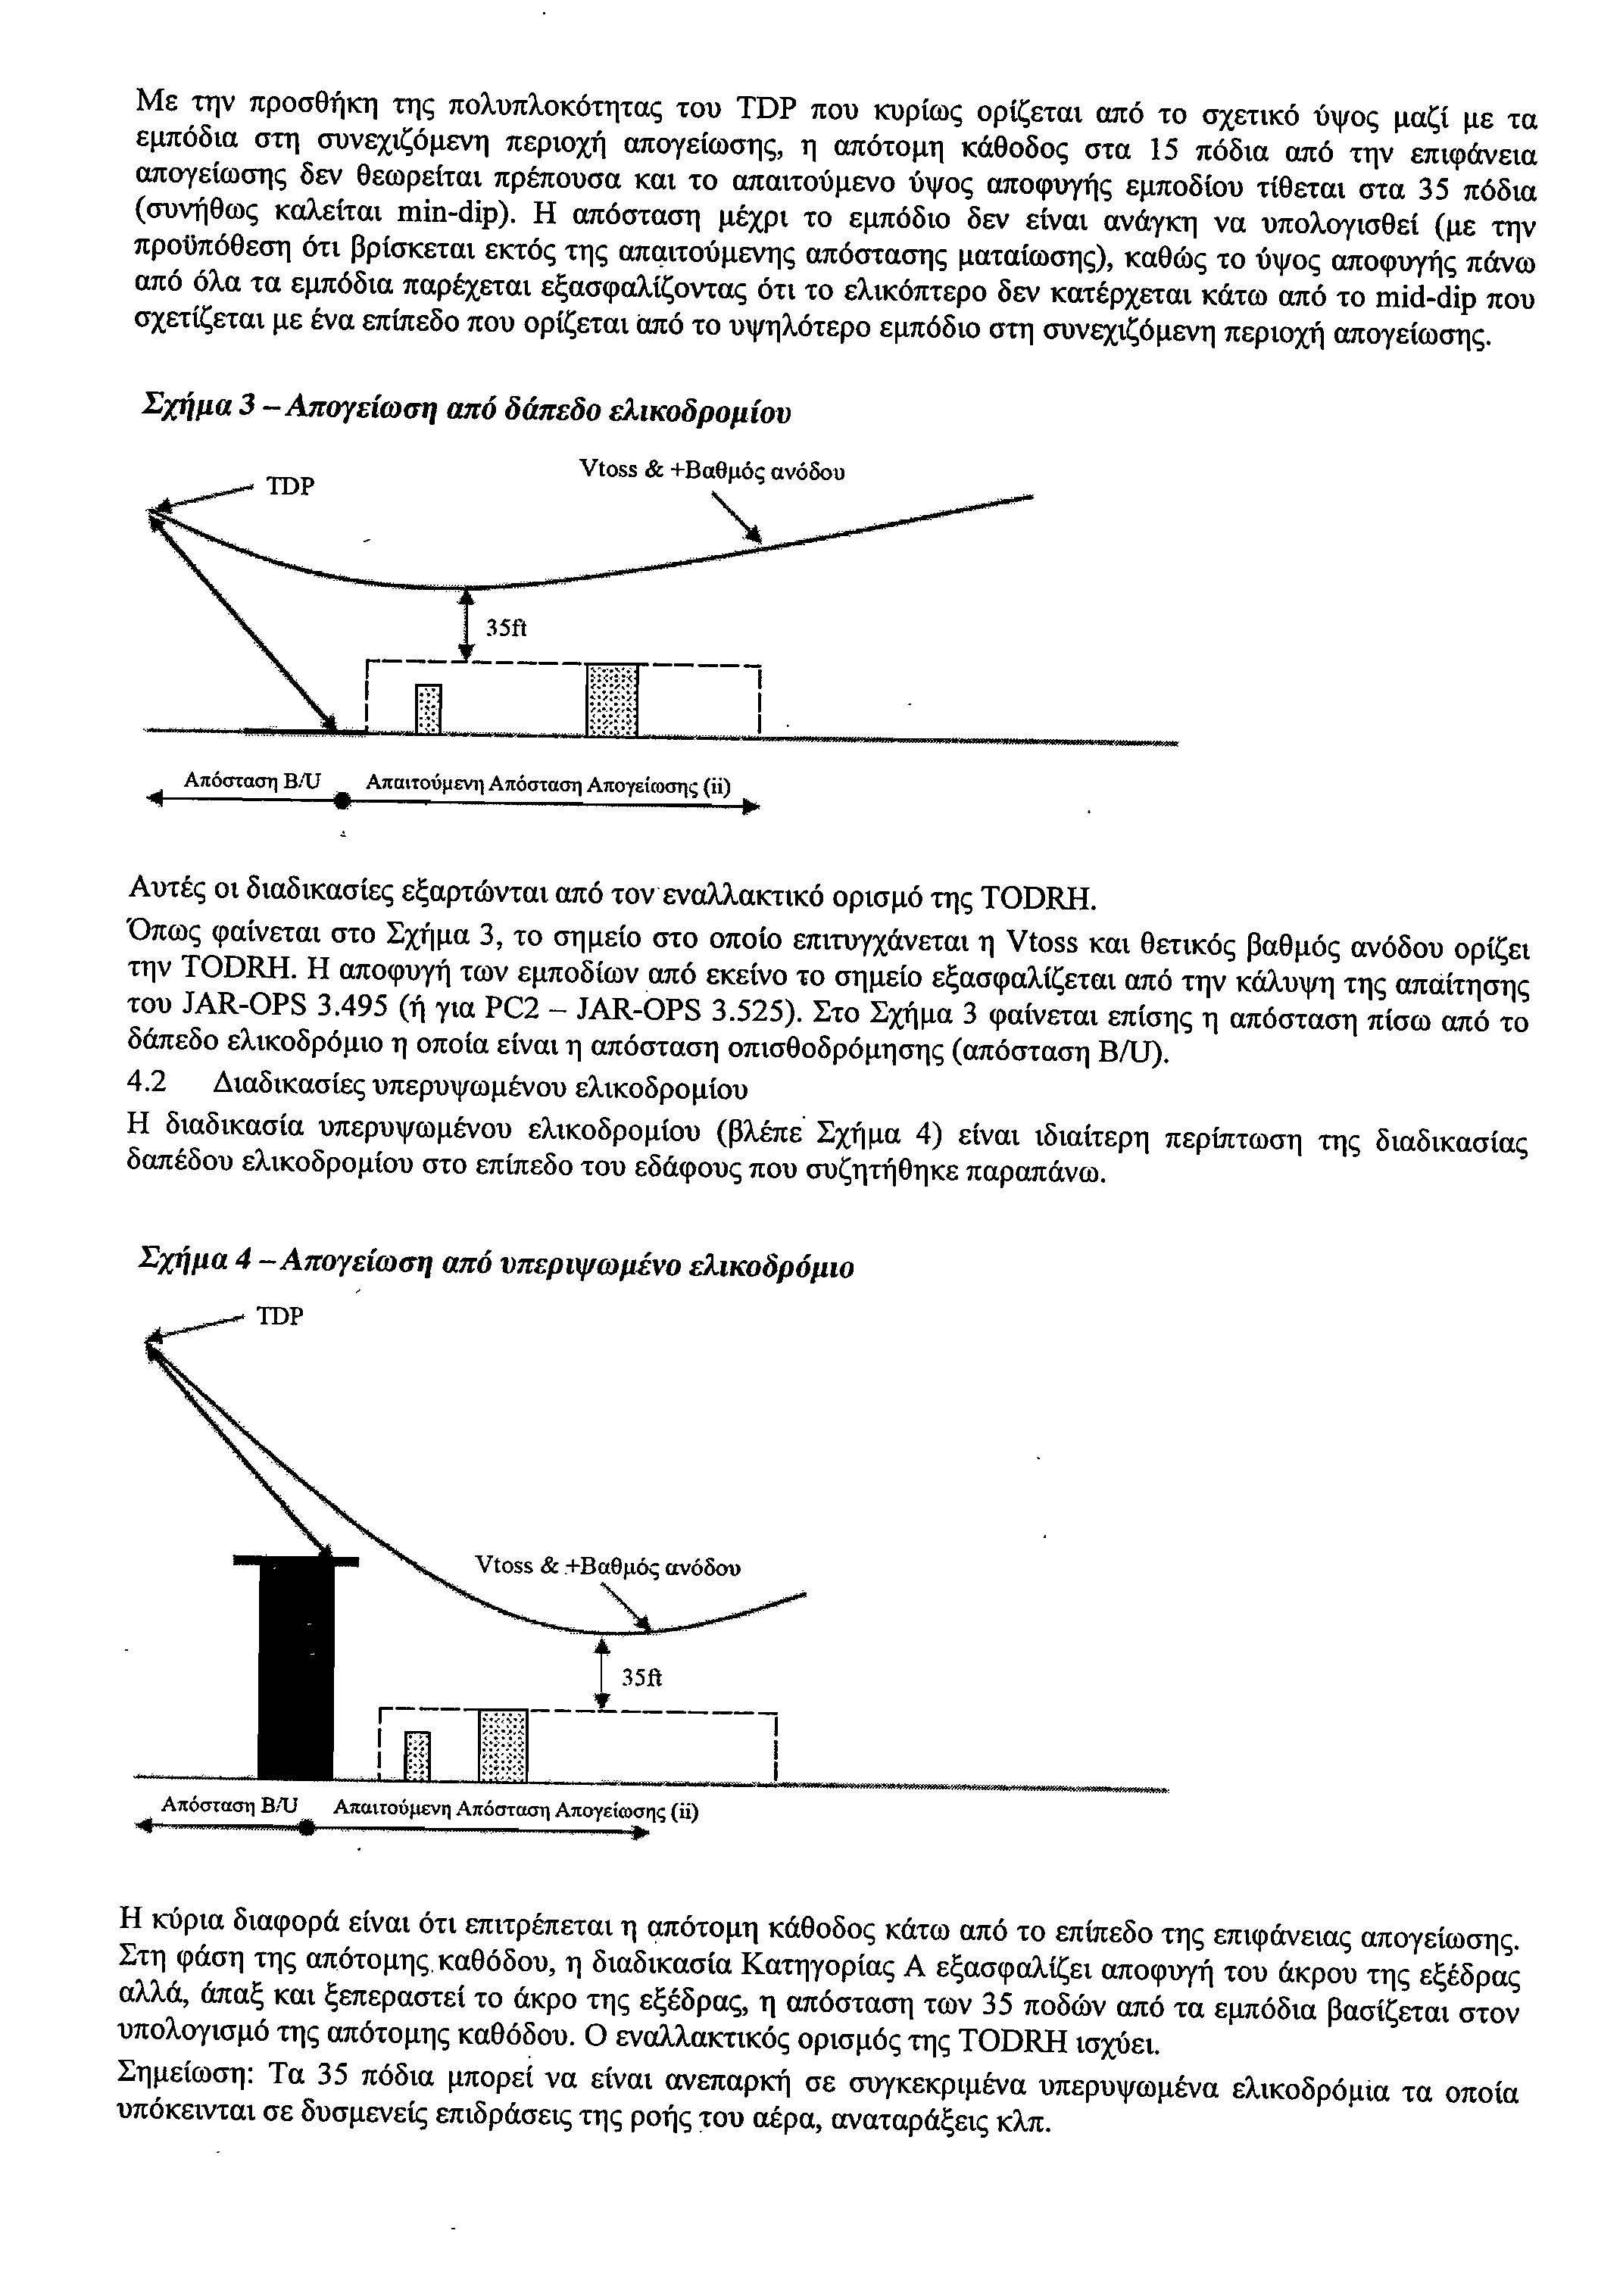 Με την προσθήκη της πολυπλοκότητας του TDP που κυρίως ορίζεται από το σχετικό ύψος μαζί με τα
εμπόδια στη συνεχιζόμενη περιοχή απογείωσης, η απότομη κάθοδος στα 15 πόδια από την επιφάνεια
απογείωσης δεν θεωρείται πρέπουσα και το απαιτούμενο ύψος αποφυγής εμποδίου τίθεται στα 35 πόδια
(συνήθως καλείται min-dip). Η απόσταση μέχρι το εμπόδιο δεν είναι ανάγκη να υπολογισθεί (με την
προϋπόθεση ότι βρίσκεται εκτός της απαιτούμενης απόστασης ματαίωσης), καθώς το ύψος αποφυγής πάνω
από όλα τα εμπόδια παρέχεται εξασφαλίζοντας ότι το ελικόπτερο δεν κατέρχεται κάτω από το mid-dip που
σχετίζεται με ένα επίπεδο που ορίζεται από το υψηλότερο εμπόδιο στη συνεχιζόμενη περιοχή απογείωσης.
Σχήμα 3 – Απογείωση από δάπεδο ελικοδρομίου
Vtoss & +Βαθμός ανόδου
TDP
35ft
Απόσταση B/U Απαιτούμενη Απόσταση Απογείωσης (ii)
Αυτές οι διαδικασίες εξαρτώνται από τον εναλλακτικό ορισμό της TODRH.
Όπως φαίνεται στο Σχήμα 3, το σημείο στο οποίο επιτυγχάνεται η Vtoss και θετικός βαθμός ανόδου ορίζει
την TODRH. Η αποφυγή των εμποδίων από εκείνο το σημείο εξασφαλίζεται από την κάλυψη της απαίτησης
του JAR-OPS 3.495 (ή για PC2 – JAR-OPS 3.525). Στο Σχήμα 3 φαίνεται επίσης η απόσταση πίσω από το
δάπεδο ελικοδρόμιο η οποία είναι η απόσταση οπισθοδρόμησης (απόσταση B/U).
4.2 Διαδικασίες υπερυψωμένου ελικοδρομίου
Η διαδικασία υπερυψωμένου ελικοδρομίου (βλέπε Σχήμα 4) είναι ιδιαίτερη περίπτωση της διαδικασίας
δαπέδου ελικοδρομίου στο επίπεδο του εδάφους που συζητήθηκε παραπάνω.
Σχήμα 4 – Απογείωση από υπεριψωμένο ελικοδρόμιο
TDP
Vtoss & +Βαθμός ανόδου
35ft
Απόσταση B/U Απαιτούμενη Απόσταση Απογείωσης (ii)
Η κύρια διαφορά είναι ότι επιτρέπεται η απότομη κάθοδος κάτω από το επίπεδο της επιφάνειας απογείωσης.
Στη φάση της απότομης καθόδου, η διαδικασία Κατηγορίας Α εξασφαλίζει αποφυγή του άκρου της εξέδρας
αλλά, άπαξ και ξεπεραστεί το άκρο της εξέδρας, η απόσταση των 35 ποδών από τα εμπόδια βασίζεται στον
υπολογισμό της απότομης καθόδου. Ο εναλλακτικός ορισμός της TODRH ισχύει.
Σημείωση: Τα 35 πόδια μπορεί να είναι ανεπαρκή σε συγκεκριμένα υπερυψωμένα ελικοδρόμια τα οποία
υπόκεινται σε δυσμενείς επιδράσεις της ροής του αέρα, αναταράξεις κλπ.